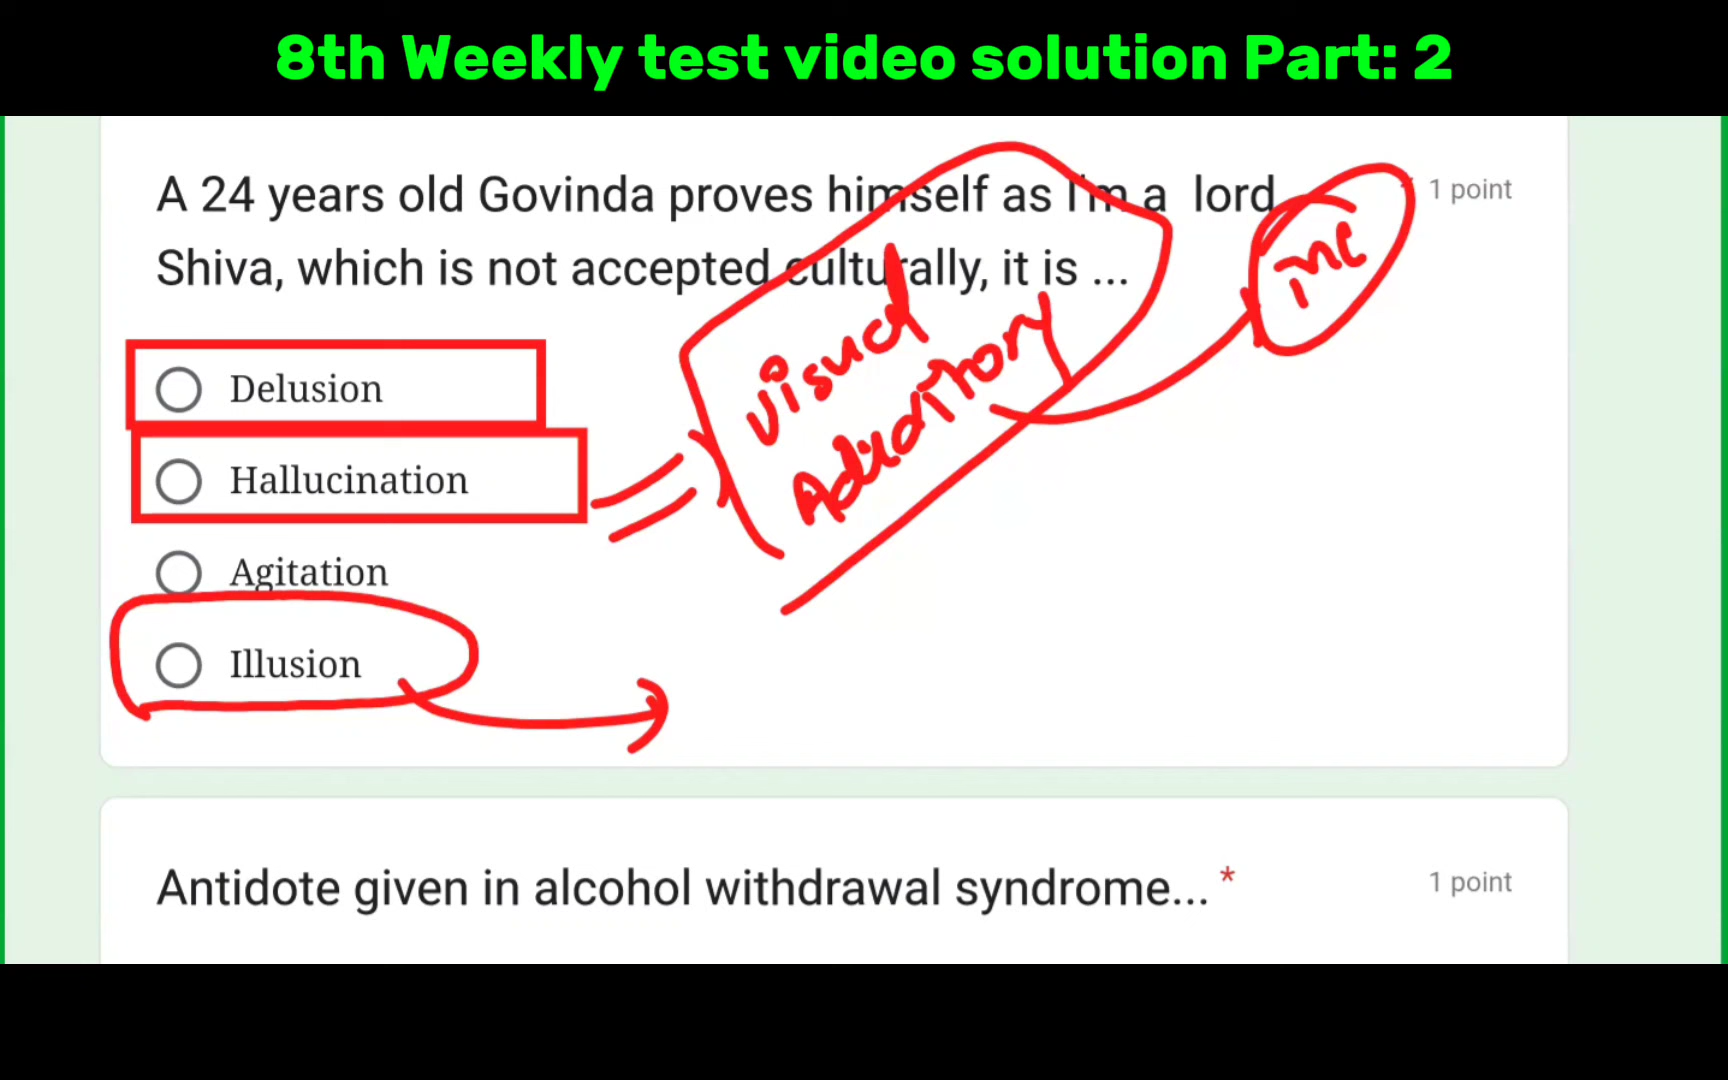 8th Weekly test video solution Part: 2
A 24 years old Govinda proves himself as I'm a lord
Shiva, which is not accepted culturally, it is ...
1 point
Delusion
Hallucination
Agitation
Illusion
visual
Antidote given in alcohol withdrawal syndrome... *
1 point